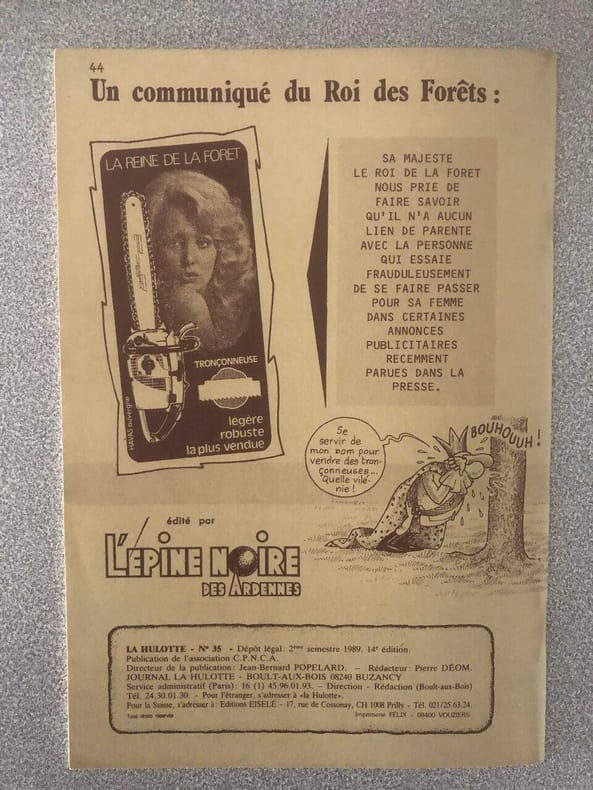 44
Un communiqué du Roi des Forêts :
LA REINE DE LA FORET
TRONÇONNEUSE
légère
robuste
la plus vendue
HAVAS auvergne
SA MAJESTE
LE ROI DE LA FORET
NOUS PRIE DE
FAIRE SAVOIR
QU'IL N'A AUCUN
LIEN DE PARENTE
AVEC LA PERSONNE
QUI ESSAIE
FRAUDULEUSEMENT
DE SE FAIRE PASSER
POUR SA FEMME
DANS CERTAINES
ANNONCES
PUBLICITAIRES
RECEMMENT
PARUES DANS LA
PRESSE.
Se
servir de
mon nom pour
vendre des tron-
çonneuses...
Quelle vile-
nie !
BOUHOUUH !
édité par
L'ÉPINE NOIRE
DES ARDENNES
LA HULOTTE - N° 35 - Dépôt légal: 2ème semestre 1989. 14e édition.
Publication de l'association C.P.N.C.A.
Directeur de la publication: Jean-Bernard POPELARD. – Rédacteur: Pierre DÉOM.
JOURNAL LA HULOTTE - BOULT-AUX-BOIS 08240 BUZANCY
Service administratif (Paris): 16 (1) 45.96.01.93. – Direction - Rédaction (Boult-aux-Bois)
Tél. 24.30.01.30. - Pour l'étranger, s'adresser à «la Hulotte».
Pour la Suisse, s'adresser à: Editions EISELÉ - 17, rue de Cossonay, CH 1008 Prilly - Tél. 021/25.63.24.
Tous droits réservés
Imprimerie FÉLIX - 08400 VOUZIERS